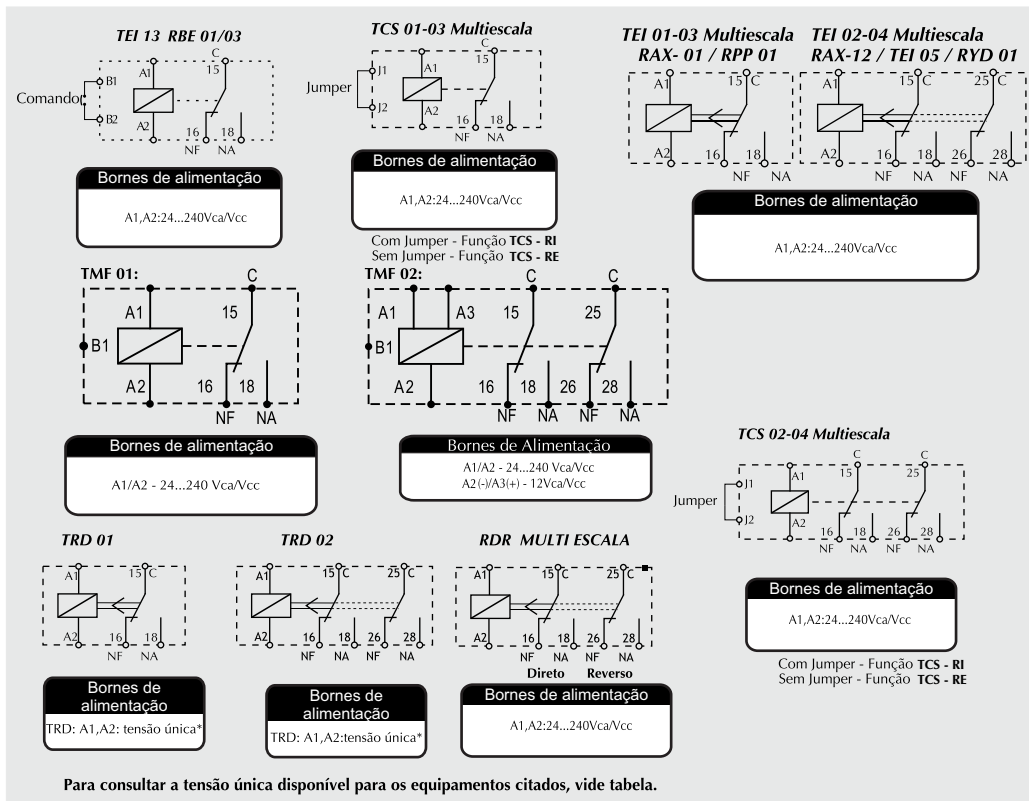 TEI 13 RBE 01/03
C
A1
15
B1
Comando
B2
A2
16
18
NF
NA
Bornes de alimentação
A1,A2:24...240Vca/Vcc
TCS 01-03 Multiescala
C
J1
A1
15
Jumper
J2
A2
16
18
NF
NA
Bornes de alimentação
A1,A2:24...240Vca/Vcc
Com Jumper - Função TCS - RI
Sem Jumper - Função TCS - RE
TEI 01-03 Multiescala
RAX- 01 / RPP 01
A1
15
C
A2
16
18
NF
NA
TEI 02-04 Multiescala
RAX-12 / TEI 05 / RYD 01
A1
15
C
25
C
A2
16
18
26
28
NF
NA
NF
NA
Bornes de alimentação
A1,A2:24...240Vca/Vcc
TMF 01:
C
A1
15
B1
A2
16
18
NF
NA
Bornes de alimentação
A1/A2 - 24...240 Vca/Vcc
TMF 02:
C
C
A1
A3
15
25
B1
A2
16
18
26
28
NF
NA
NF
NA
Bornes de Alimentação
A1/A2 - 24...240 Vca/Vcc
A2(-)/A3(+) - 12Vca/Vcc
TCS 02-04 Multiescala
C
C
J1
A1
15
25
Jumper
J2
A2
16
18
26
28
NF
NA
NF
NA
Bornes de alimentação
A1,A2:24...240Vca/Vcc
Com Jumper - Função TCS - RI
Sem Jumper - Função TCS - RE
TRD 01
A1
15
C
A2
16
18
NF
NA
Bornes de
alimentação
TRD: A1,A2: tensão única*
TRD 02
A1
15
C
25
C
A2
16
18
26
28
NF
NA
NF
NA
Bornes de
alimentação
TRD: A1,A2:tensão única*
RDR MULTI ESCALA
A1
15
C
25
C
A2
16
18
26
28
NF
NA
NF
NA
Direto
Reverso
Bornes de alimentação
A1,A2:24...240Vca/Vcc
Para consultar a tensão única disponível para os equipamentos citados, vide tabela.